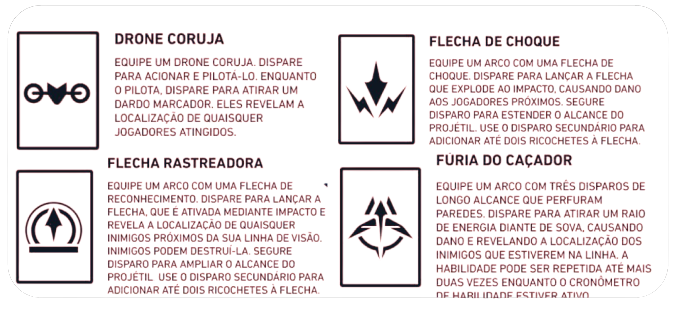 DRONE CORUJA
EQUIPE UM DRONE CORUJA. DISPARE
PARA ACIONAR E PILOTÁ-LO. ENQUANTO
O PILOTA, DISPARE PARA ATIRAR UM
DARDO MARCADOR. ELES REVELAM A
LOCALIZAÇÃO DE QUAISQUER
JOGADORES ATINGIDOS.
FLECHA DE CHOQUE
EQUIPE UM ARCO COM UMA FLECHA DE
CHOQUE. DISPARE PARA LANÇAR A FLECHA
QUE EXPLODE AO IMPACTO, CAUSANDO DANO
AOS JOGADORES PRÓXIMOS. SEGURE
DISPARO PARA ESTENDER O ALCANCE DO
PROJÉTIL. USE O DISPARO SECUNDÁRIO PARA
ADICIONAR ATÉ DOIS RICOCHETES À FLECHA.
FLECHA RASTREADORA
EQUIPE UM ARCO COM UMA FLECHA DE
RECONHECIMENTO. DISPARE PARA LANÇAR A
FLECHA, QUE É ATIVADA MEDIANTE IMPACTO E
REVELA A LOCALIZAÇÃO DE QUAISQUER
INIMIGOS PRÓXIMOS DA SUA LINHA DE VISÃO.
INIMIGOS PODEM DESTRUÍ-LA. SEGURE
DISPARO PARA AMPLIAR O ALCANCE DO
PROJÉTIL USE O DISPARO SECUNDÁRIO PARA
ADICIONAR ATÉ DOIS RICOCHETES À FLECHA.
FÚRIA DO CAÇADOR
EQUIPE UM ARCO COM TRÊS DISPAROS DE
LONGO ALCANCE QUE PERFURAM
PAREDES. DISPARE PARA ATIRAR UM RAIO
DE ENERGIA DIANTE DE SOVA, CAUSANDO
DANO E REVELANDO A LOCALIZAÇÃO DOS
INIMIGOS QUE ESTIVEREM NA LINHA. A
HABILIDADE PODE SER REPETIDA ATÉ MAIS
DUAS VEZES ENQUANTO O CRONÔMETRO
DE HABILIDADE ESTIVER ATIVO